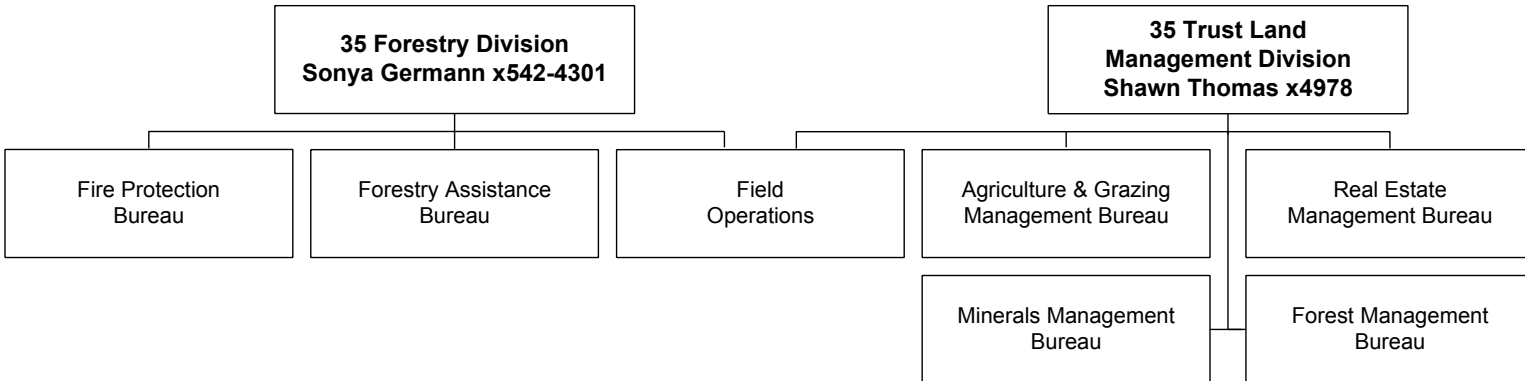 35 Forestry Division
Sonya Germann x542-4301
35 Trust Land
Management Division
Shawn Thomas x4978
Fire Protection
Bureau
Forestry Assistance
Bureau
Field
Operations
Agriculture & Grazing
Management Bureau
Real Estate
Management Bureau
Minerals Management
Bureau
Forest Management
Bureau